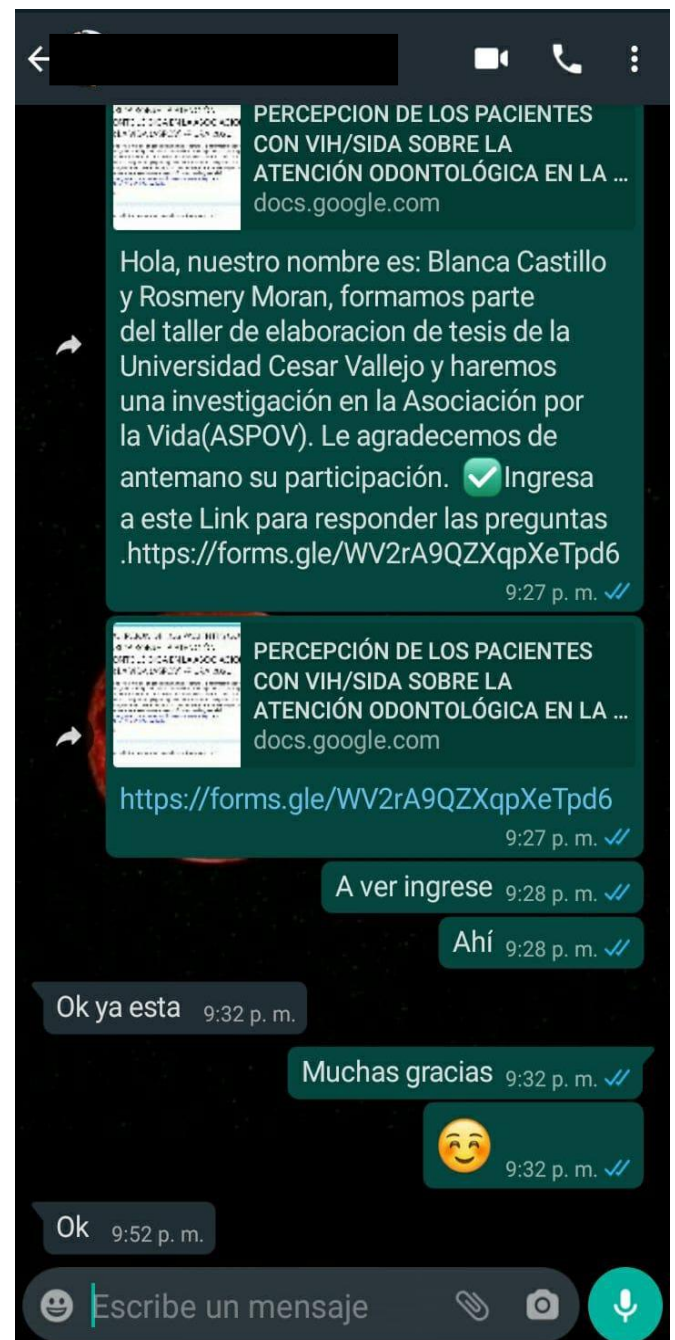 PERCEPCIÓN DE LOS PACIENTES
CON VIH/SIDA SOBRE LA
ATENCIÓN ODONTOLÓGICA EN LA ...
docs.google.com
Hola, nuestro nombre es: Blanca Castillo
y Rosmery Moran, formamos parte
del taller de elaboracion de tesis de la
Universidad Cesar Vallejo y haremos
una investigación en la Asociación por
la Vida(ASPOV). Le agradecemos de
antemano su participación. ✅Ingresa
a este Link para responder las preguntas
.https://forms.gle/WV2rA9QZXqpXeTpd6
9:27 p. m.
PERCEPCIÓN DE LOS PACIENTES
CON VIH/SIDA SOBRE LA
ATENCIÓN ODONTOLÓGICA EN LA ...
docs.google.com
https://forms.gle/WV2rA9QZXqpXeTpd6
9:27 p. m.
A ver ingrese 9:28 p. m.
Ahí 9:28 p. m.
Ok ya esta 9:32 p. m.
Muchas gracias 9:32 p. m.
☺️ 9:32 p. m.
Ok 9:52 p. m.
Escribe un mensaje